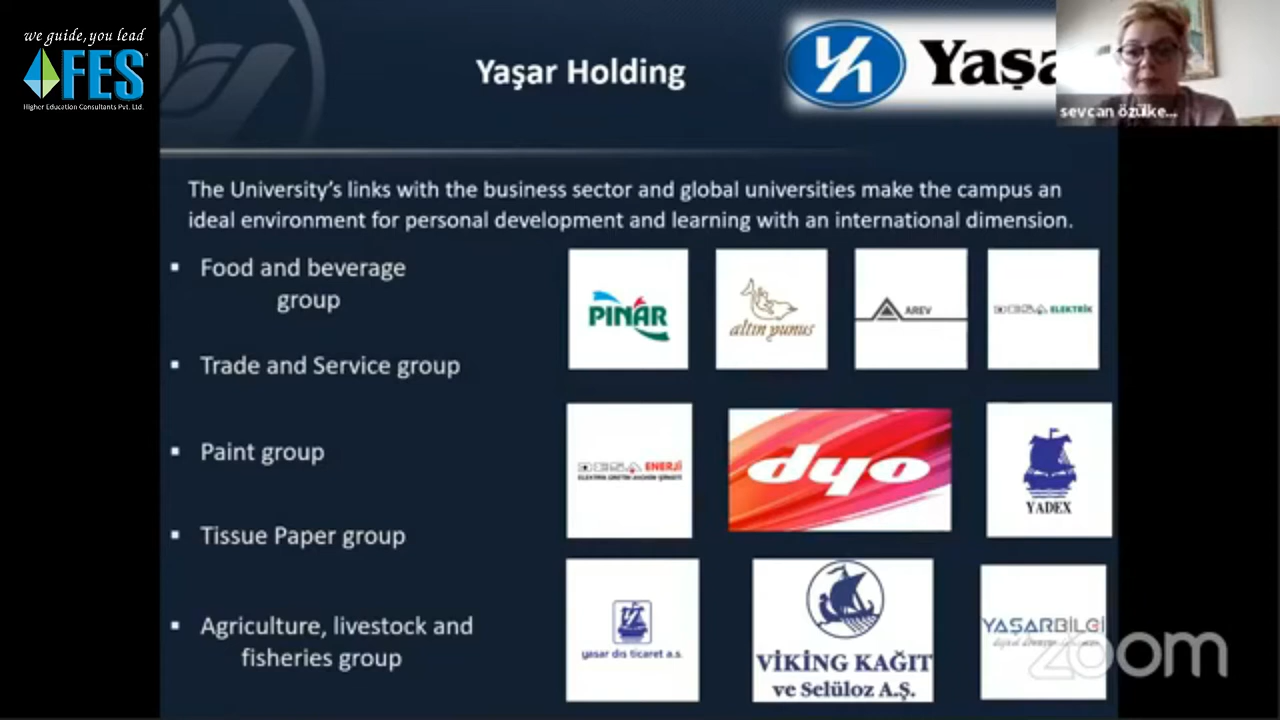 we guide, you lead
FES
Higher Education Consultants Pvt. Ltd.
Yaşar Holding
Yaşa
sevcan özülke...
The University's links with the business sector and global universities make the campus an
ideal environment for personal development and learning with an international dimension.
▪ Food and beverage
group
▪ Trade and Service group
▪ Paint group
▪ Tissue Paper group
▪ Agriculture, livestock and
fisheries group
PINAR
altın yunus
AREV
DESA ELEKTRİK
DESA ENERJİ
dyo
YADEX
yaşar dış ticaret a.s.
VİKİNG KAĞIT
ve Selüloz A.Ş.
YAŞARBİLGİ
zoom